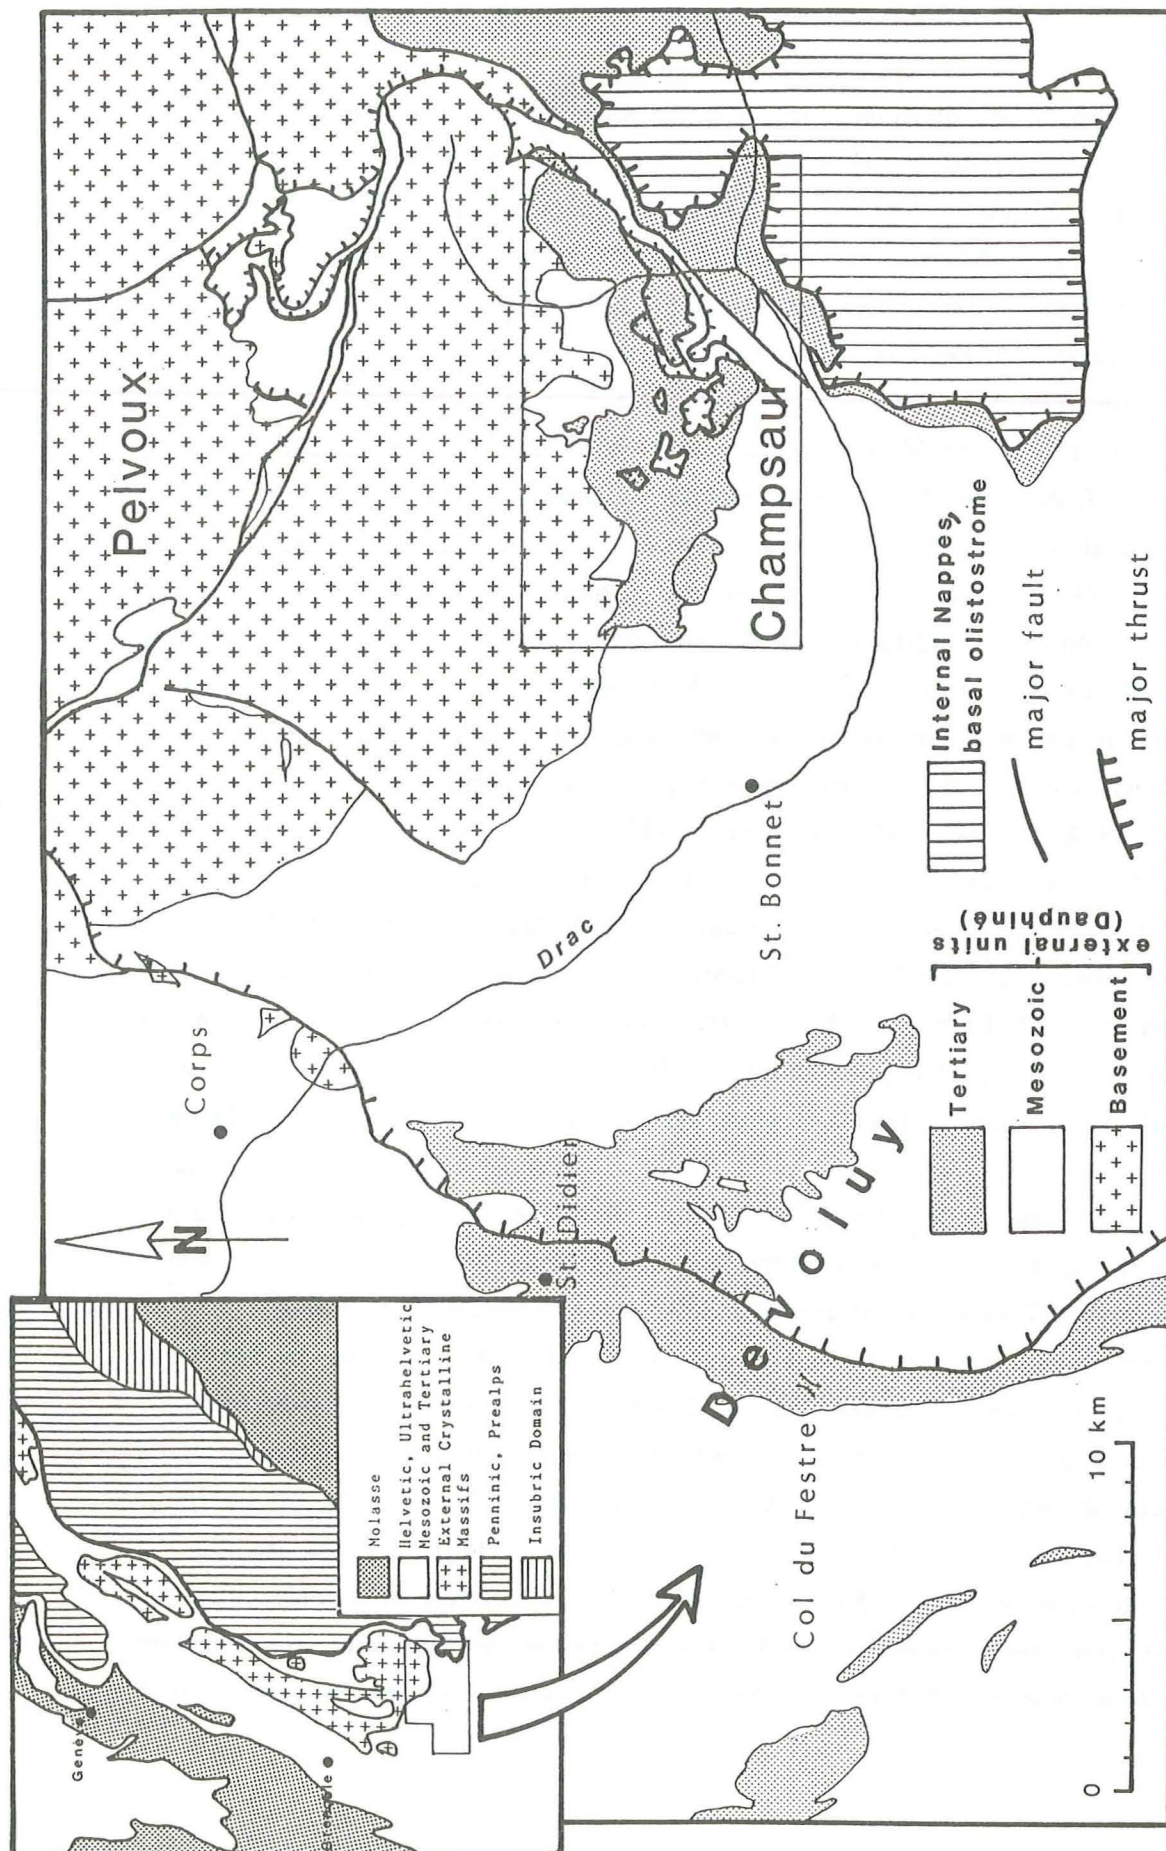 Pelvoux
Champsaur
Corps
Drac
St. Bonnet
St. Didier
Devoluy
Col du Festre
N
0 10 km
Tertiary
Mesozoic
Basement
external units
(Dauphiné)
Internal Nappes,
basal olistostrome
major fault
major thrust
Genève
Molasse
Helvetic, Ultrahelvetic
Mesozoic and Tertiary
External Crystalline
Massifs
Penninic, Prealps
Insubric Domain